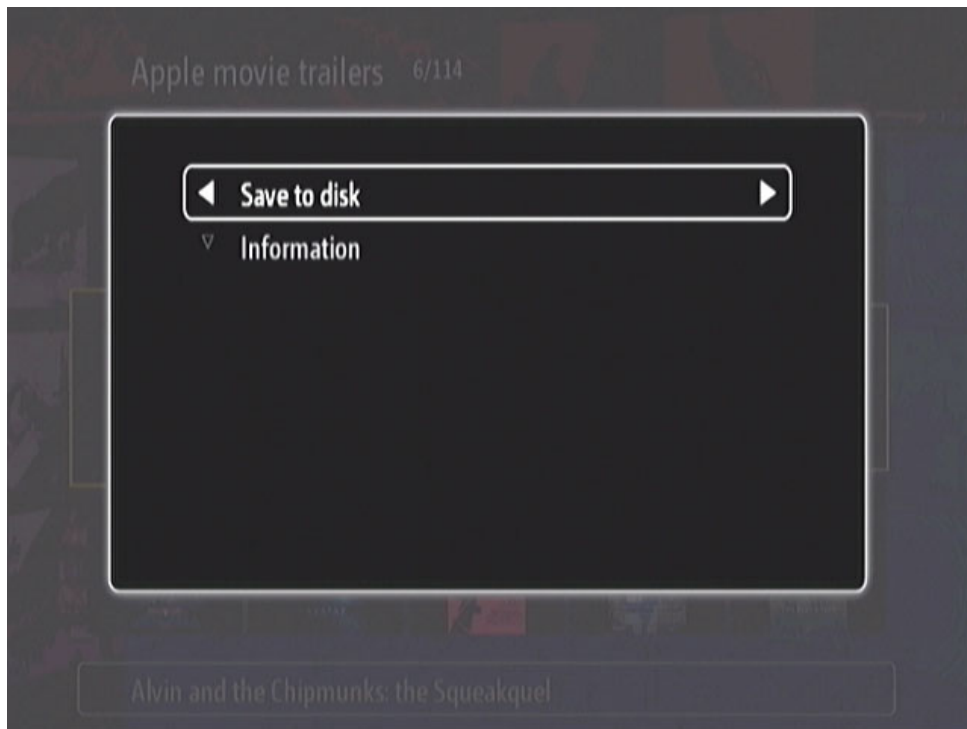 Apple movie trailers 6/114
Save to disk
Information
Alvin and the Chipmunks: the Squeakquel